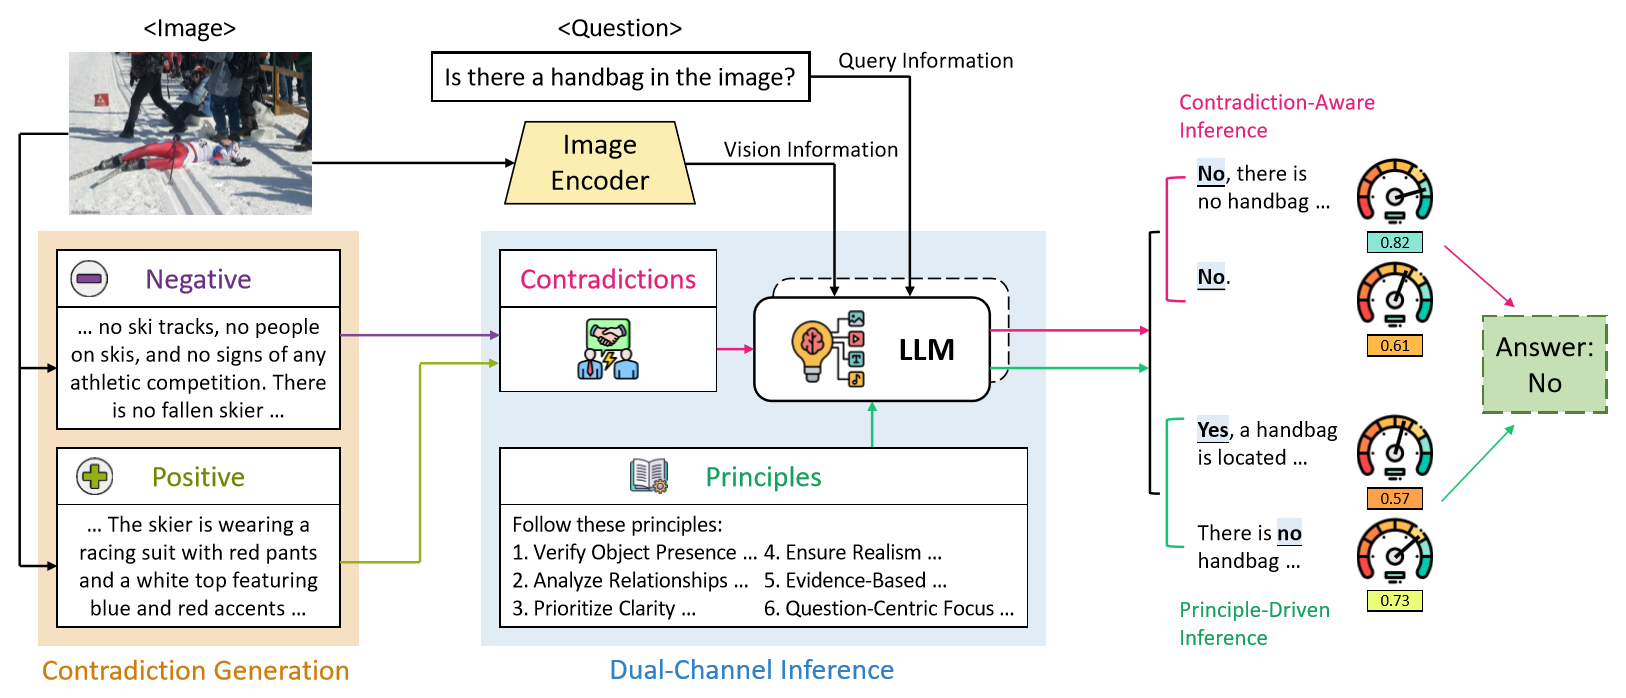 <Image>
<Question>
Is there a handbag in the image?
Query Information
Image
Encoder
Vision Information
Negative
... no ski tracks, no people
on skis, and no signs of any
athletic competition. There
is no fallen skier ...
Positive
... The skier is wearing a
racing suit with red pants
and a white top featuring
blue and red accents ...
Contradiction Generation
Contradictions
LLM
T
Principles
Follow these principles:
1. Verify Object Presence ...
2. Analyze Relationships ...
3. Prioritize Clarity ...
4. Ensure Realism ...
5. Evidence-Based ...
6. Question-Centric Focus ...
Dual-Channel Inference
Contradiction-Aware
Inference
No, there is
no handbag ...
0.82
No.
0.61
Yes, a handbag
is located ...
0.57
There is no
handbag ...
0.73
Principle-Driven
Inference
Answer:
No